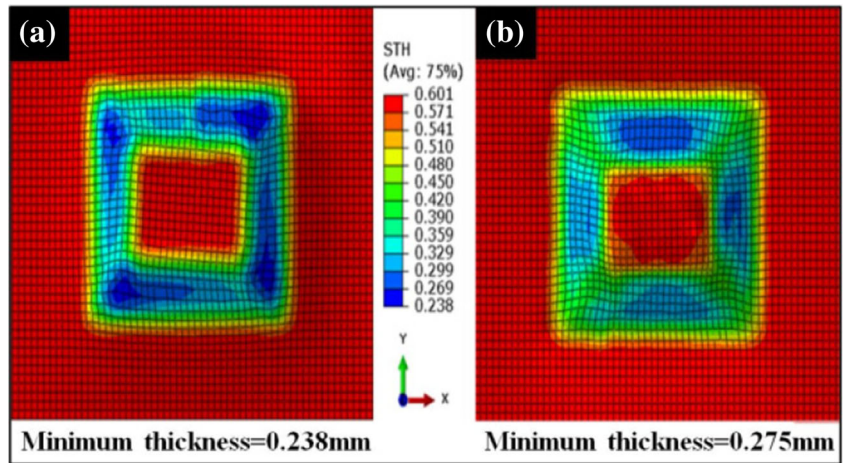 (a)
STH
(Avg: 75%)
0.601
0.571
0.541
0.510
0.480
0.450
0.420
0.390
0.359
0.329
0.299
0.269
0.238
Y
X
(b)
Minimum thickness=0.238mm
Minimum thickness=0.275mm